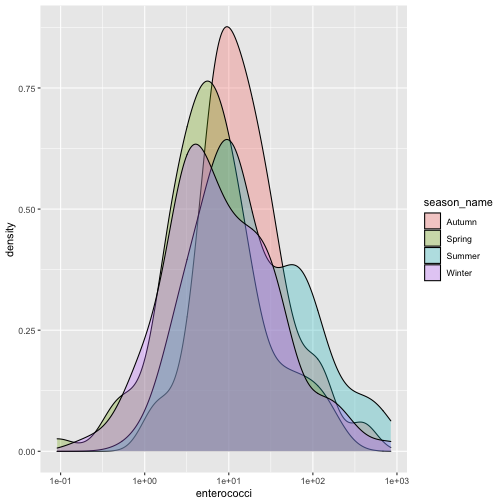 density
0.75
0.50
0.25
0.00
1e-01 1e+00 1e+01 1e+02 1e+03
enterococci
season_name
Autumn
Spring
Summer
Winter